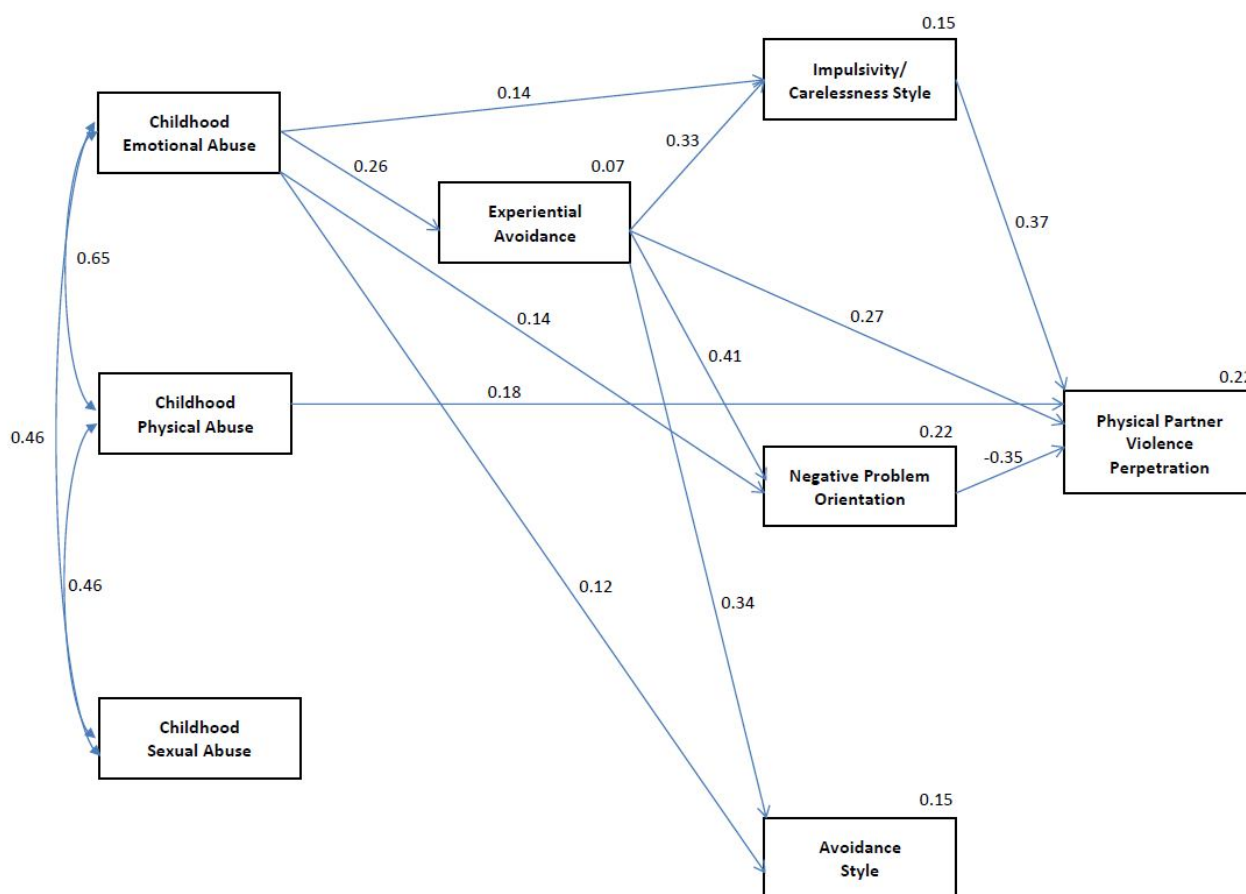 0.15
Impulsivity/
Carelessness Style
0.14
Childhood
Emotional Abuse
0.33
0.26
0.07
Experiential
Avoidance
0.37
0.65
0.14
0.27
0.41
0.22
Childhood
Physical Abuse
0.18
Physical Partner
Violence
Perpetration
0.46
0.22
-0.35
Negative Problem
Orientation
0.46
0.12
0.34
Childhood
Sexual Abuse
0.15
Avoidance
Style